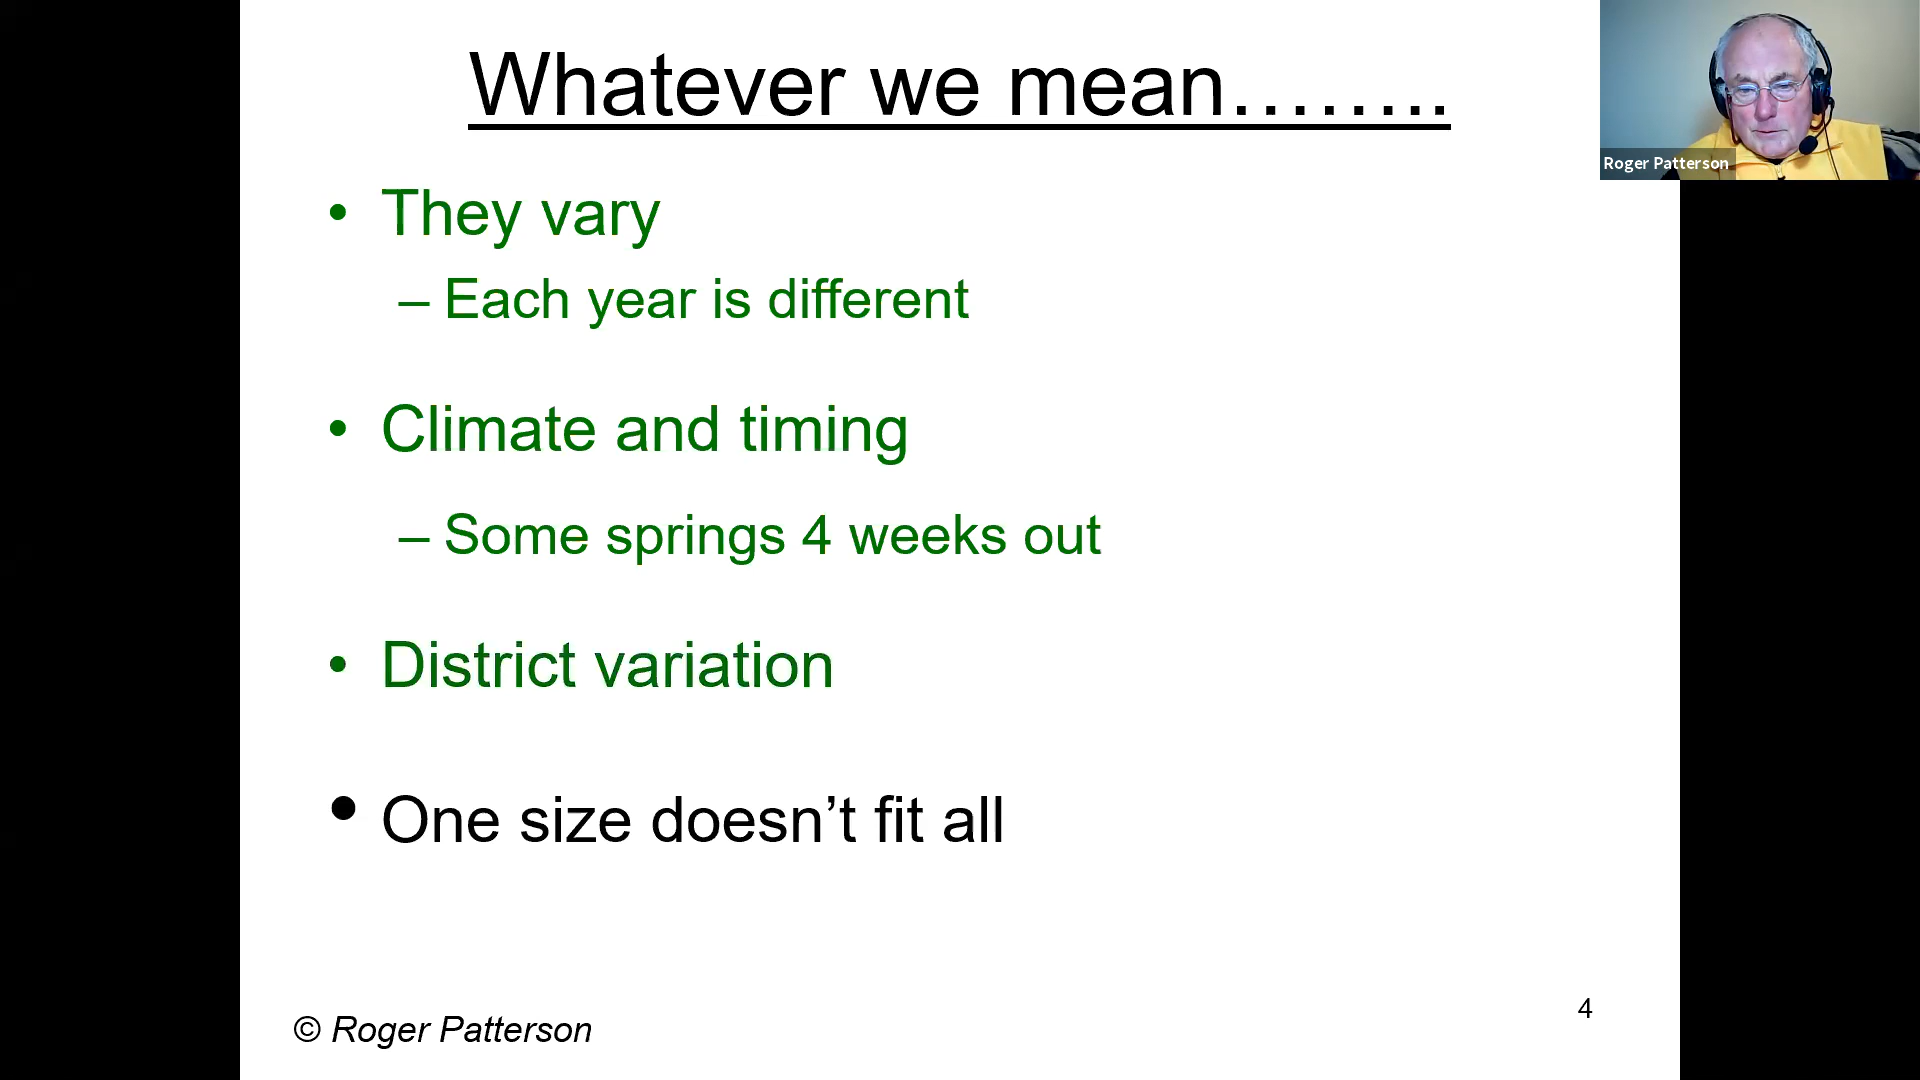 Whatever we mean……..
Roger Patterson
• They vary
– Each year is different
• Climate and timing
– Some springs 4 weeks out
• District variation
• One size doesn’t fit all
4
© Roger Patterson